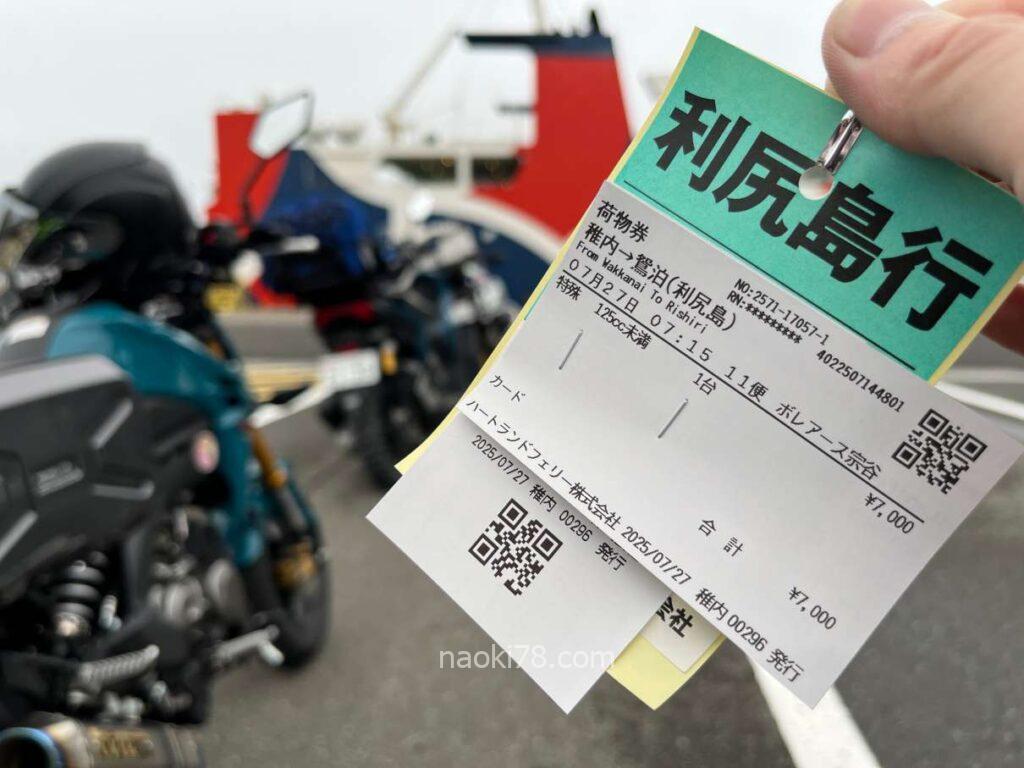 利尻島行
荷物券
NO:2571-17057-1
稚内→鴛泊(利尻島)
RN:********* 4022507144801
From Wakkanai To Rishiri
07月27日 07:15 11便 ボレアース宗谷
特殊 125cc未満 1台 ¥7,000
カード 合計 ¥7,000
ハートランドフェリー株式会社 2025/07/27 稚内 00296 発行
2025/07/27 稚内 00296 発行
会社
naoki78.com